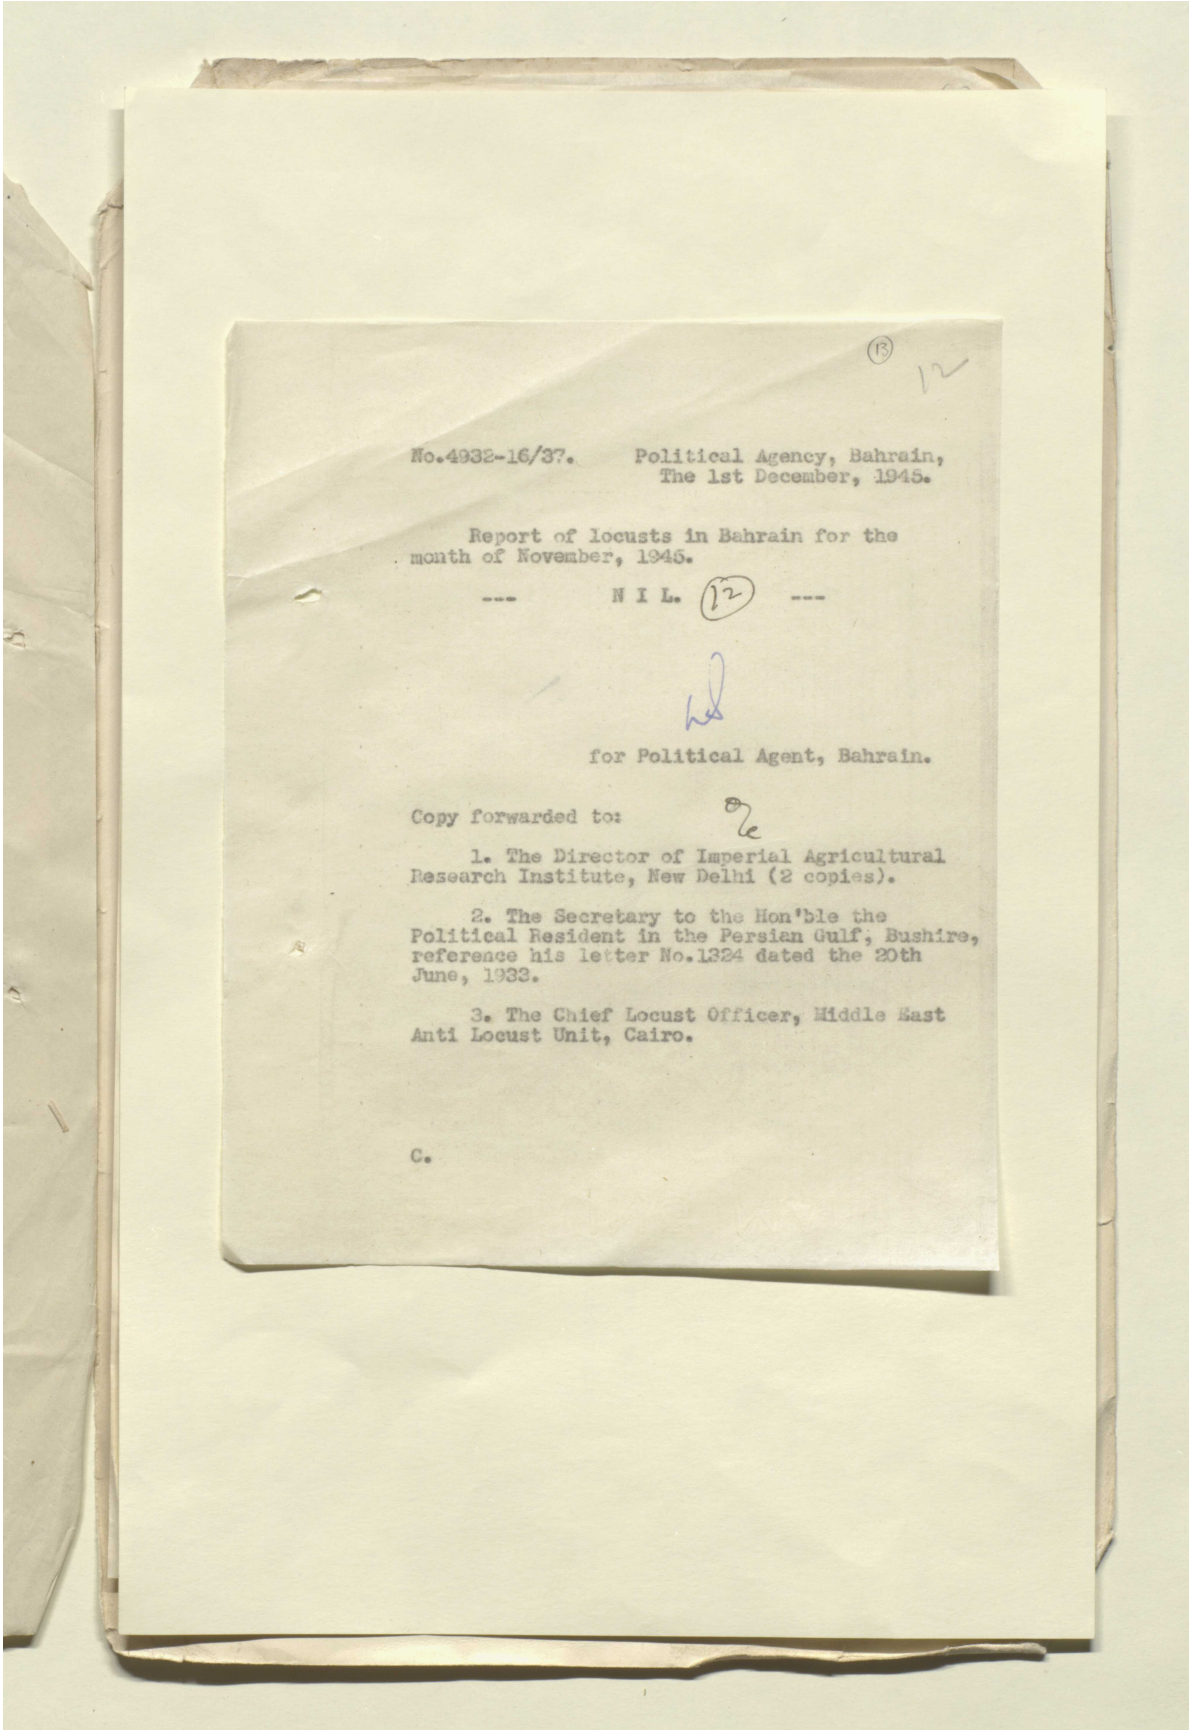 13
12
No.4932-16/37. Political Agency, Bahrain,
The 1st December, 1945.
Report of locusts in Bahrain for the
month of November, 1945.
--- N I L. 12 ---
for Political Agent, Bahrain.
Copy forwarded to:
1. The Director of Imperial Agricultural
Research Institute, New Delhi (2 copies).
2. The Secretary to the Hon'ble the
Political Resident in the Persian Gulf, Bushire,
reference his letter No.1324 dated the 20th
June, 1933.
3. The Chief Locust Officer, Middle East
Anti Locust Unit, Cairo.
C.